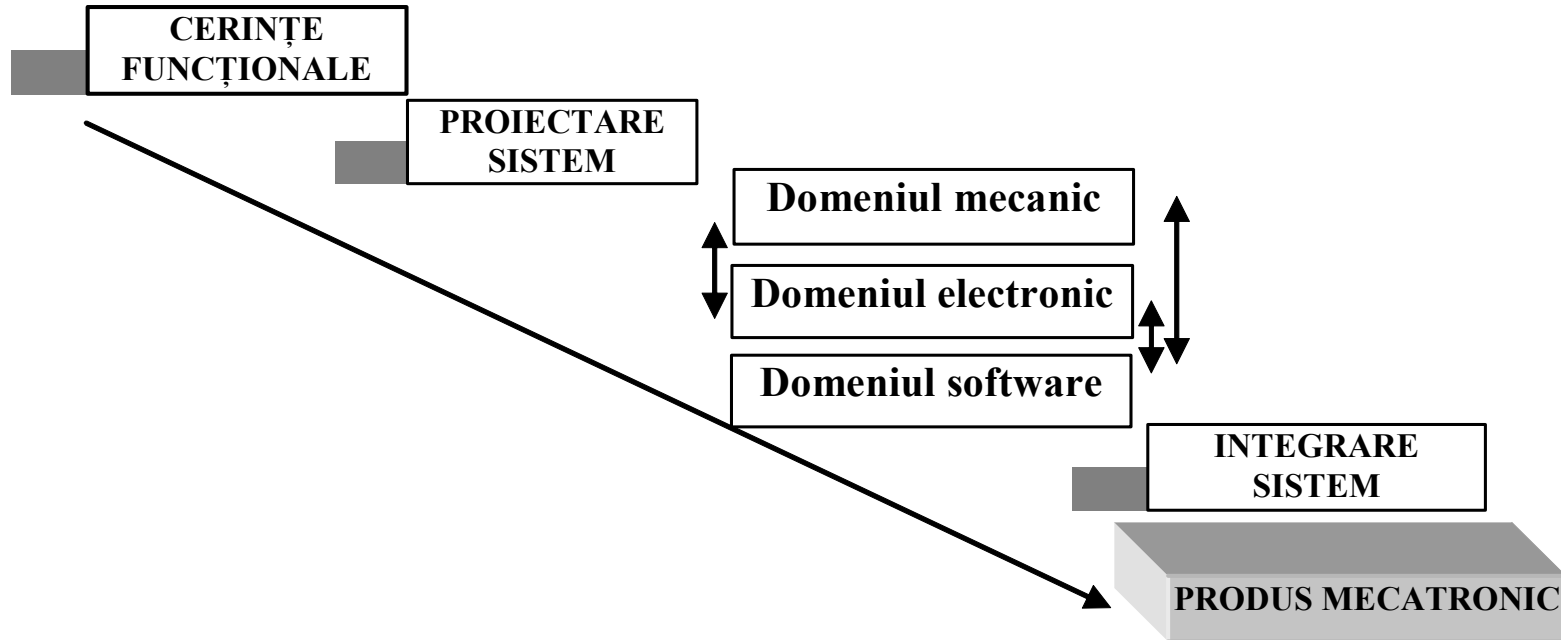 CERINȚE
FUNCȚIONALE
PROIECTARE
SISTEM
Domeniul mecanic
Domeniul electronic
Domeniul software
INTEGRARE
SISTEM
PRODUS MECATRONIC